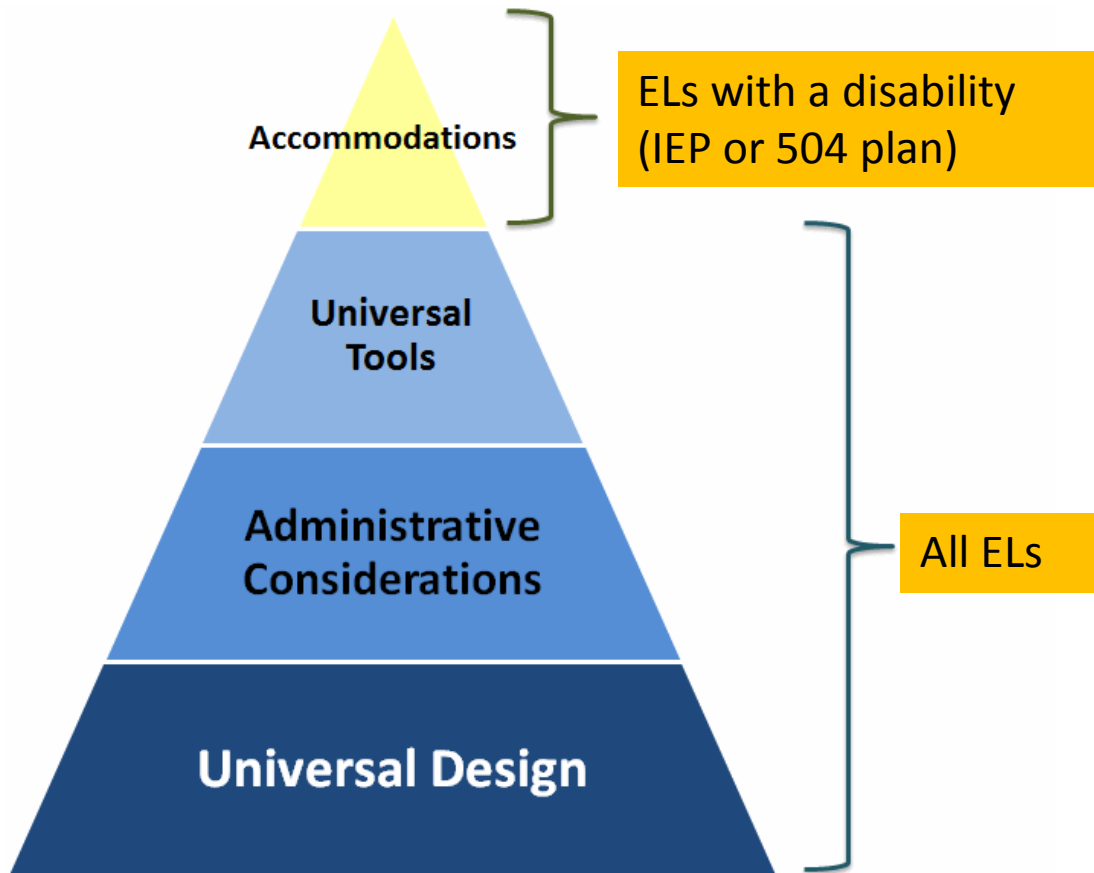 Accommodations
ELs with a disability
(IEP or 504 plan)
Universal
Tools
Administrative
Considerations
All ELs
Universal Design